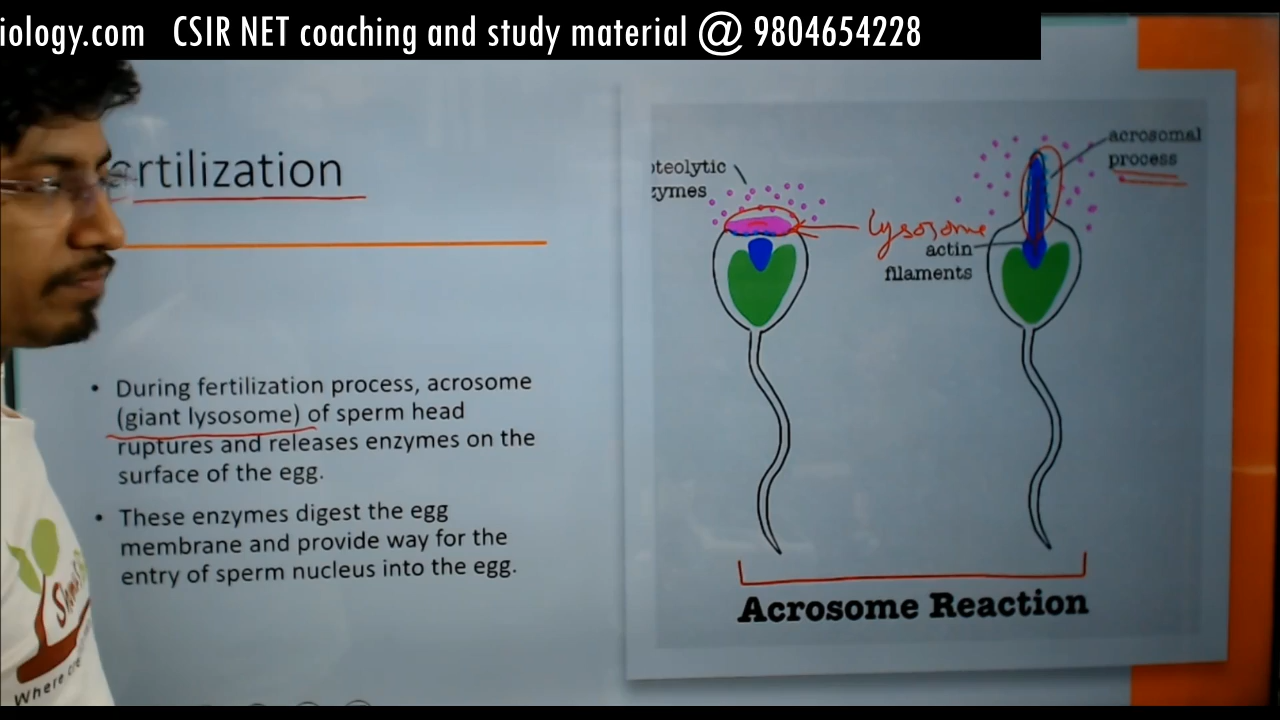 iology.com CSIR NET coaching and study material @ 9804654228
ertilization
During fertilization process, acrosome
(giant lysosome) of sperm head
ruptures and releases enzymes on the
surface of the egg.
These enzymes digest the egg
membrane and provide way for the
entry of sperm nucleus into the egg.
oteolytic
zymes
lysosome
actin
filaments
acrosomal
process
Acrosome Reaction
Where